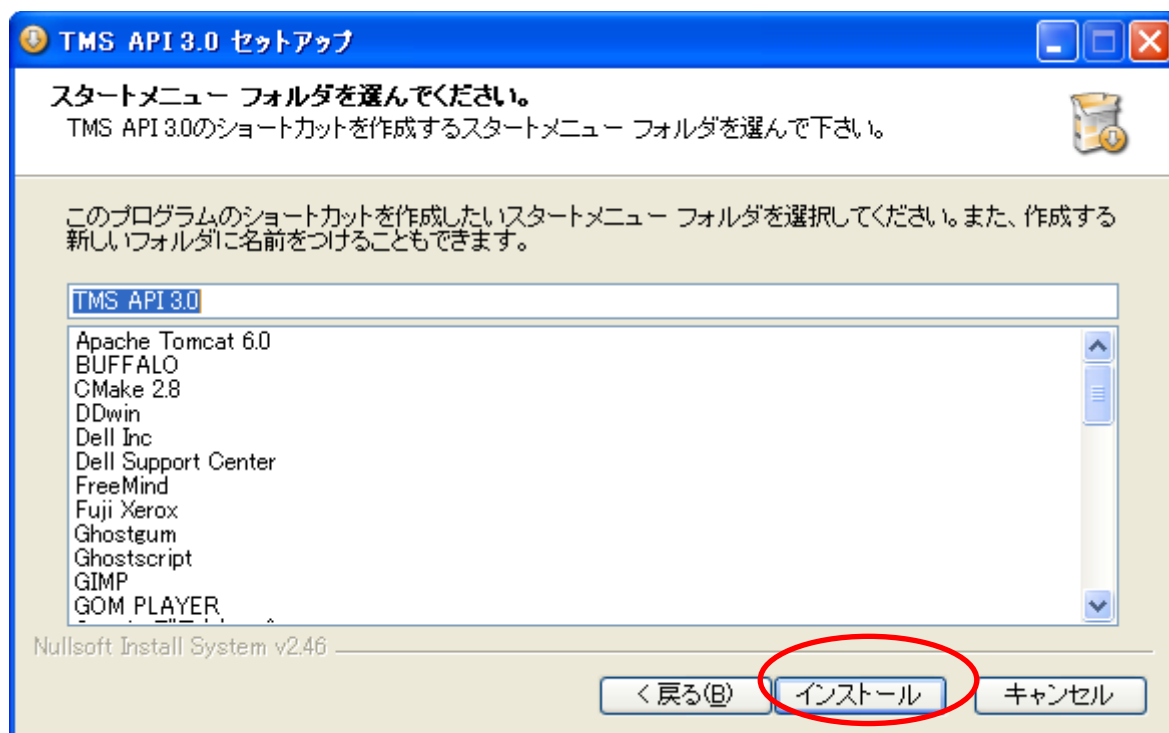 TMS API 3.0 セットアップ
スタートメニュー フォルダを選んでください。
TMS API 3.0のショートカットを作成するスタートメニュー フォルダを選んで下さい。
このプログラムのショートカットを作成したいスタートメニュー フォルダを選択してください。また、作成する
新しいフォルダに名前をつけることもできます。
TMS API 3.0
Apache Tomcat 6.0
BUFFALO
CMake 2.8
DDwin
Dell Inc
Dell Support Center
FreeMind
Fuji Xerox
Ghostgum
Ghostscript
GIMP
GOM PLAYER
Nullsoft Install System v2.46
< 戻る(B)
インストール
キャンセル